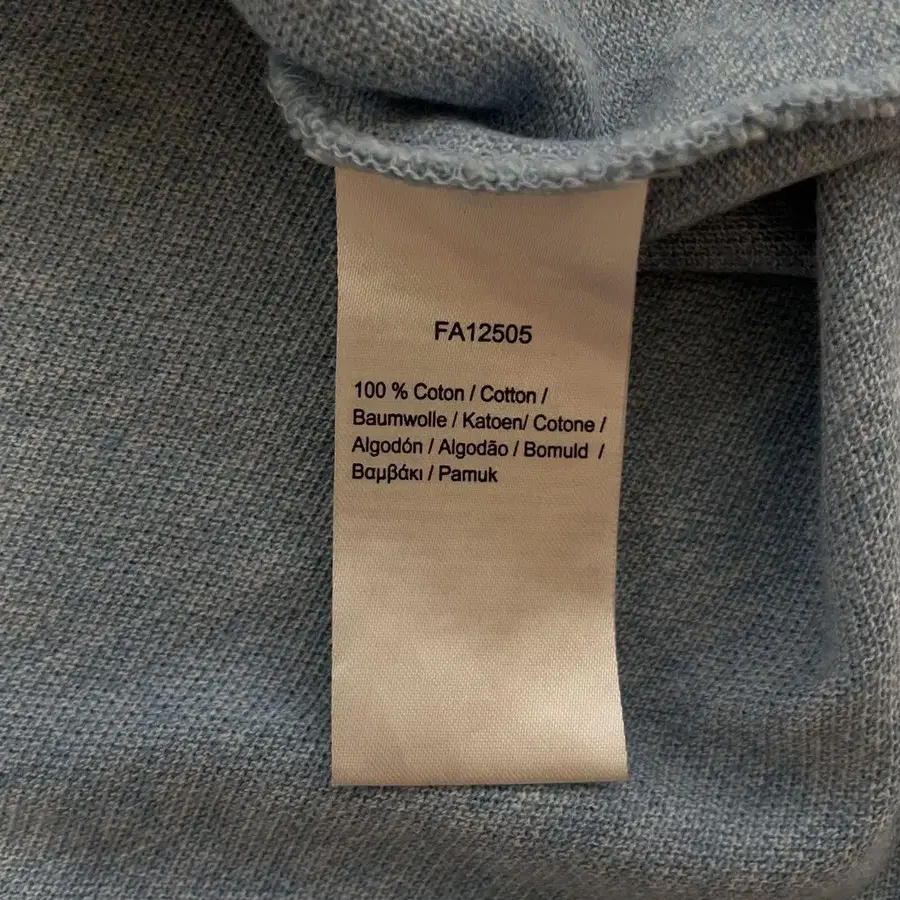 FA12505
100 % Coton / Cotton /
Baumwolle / Katoen/ Cotone /
Algodón / Algodão / Bomuld /
Βαμβάκι / Pamuk